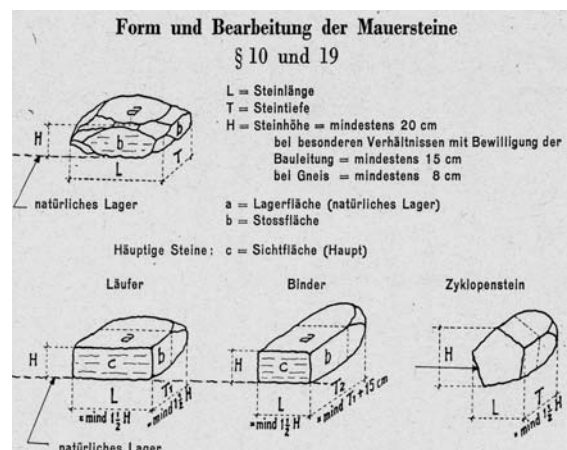 Form und Bearbeitung der Mauersteine
§ 10 und 19
L = Steinlänge
T = Steintiefe
H = Steinhöhe = mindestens 20 cm
bei besonderen Verhältnissen mit Bewilligung der
Bauleitung = mindestens 15 cm
bei Gneis = mindestens 8 cm
a = Lagerfläche (natürliches Lager)
b = Stossfläche
H
a
b
b
L
T
natürliches Lager
Häuptige Steine: c = Sichtfläche (Haupt)
Läufer
Binder
Zyklopenstein
H
a
c
b
L
T₁
= mind 1½ H
= mind 1½ H
natürliches Lager
H
a
c
b
L
T₂
= mind 1½ H
= mind T₁ + 15 cm
H
L
T
= mind 1½ H